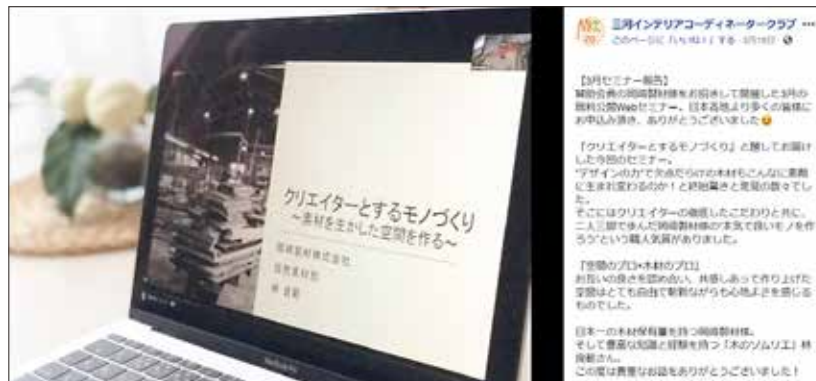 クリエイターとするモノづくり
～素材を生かした空間を作る～
岡崎製材株式会社
MacBook Pro
三河インテリアコーディネータークラブ
このページに「いいね！」する・3月19日・
【3月セミナー報告】
賛助会員の岡崎製材様をお招きして開催した3月の
無料公開Webセミナー。日本各地より多くの皆様に
お申込み頂き、ありがとうございました
『クリエイターとするモノづくり』と題してお届け
した今回のセミナー。
"デザインの力"で欠点だらけの木材もこんなに素敵
に生まれ変わるのか！と終始驚きと発見の数々でし
た。
そこにはクリエイターの徹底したこだわりと共に、
二人三脚で歩んだ岡崎製材様の"本気で良いモノを作
ろう"という職人気質がありました。
『空間のプロ×木材のプロ』
お互いの良さを認め合い、共感しあって作り上げた
空間はとても自由で斬新ながらも心地よさを感じる
ものでした。
日本一の木材保有量を持つ岡崎製材様。
そして豊富な知識と経験を持つ「木のソムリエ」林
さん。
この度は貴重なお話をありがとうございました！